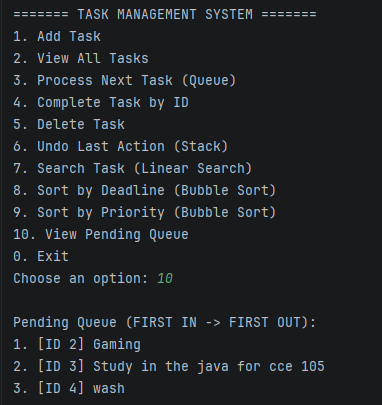 ======= TASK MANAGEMENT SYSTEM =======
1. Add Task
2. View All Tasks
3. Process Next Task (Queue)
4. Complete Task by ID
5. Delete Task
6. Undo Last Action (Stack)
7. Search Task (Linear Search)
8. Sort by Deadline (Bubble Sort)
9. Sort by Priority (Bubble Sort)
10. View Pending Queue
0. Exit
Choose an option: 10
Pending Queue (FIRST IN -> FIRST OUT):
1. [ID 2] Gaming
2. [ID 3] Study in the java for cce 105
3. [ID 4] wash